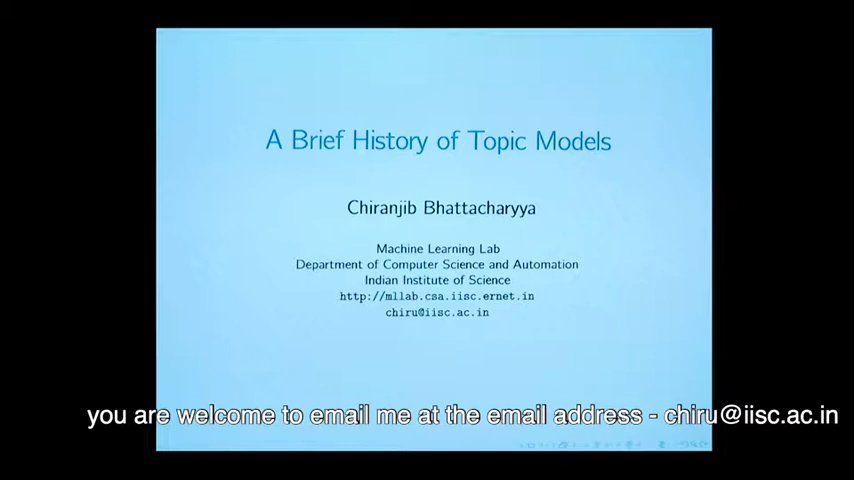 A Brief History of Topic Models
Chiranjib Bhattacharyya
Machine Learning Lab
Department of Computer Science and Automation
Indian Institute of Science
http://mllab.csa.iisc.ernet.in
chiru@iisc.ac.in
you are welcome to email me at the email address - chiru@iisc.ac.in